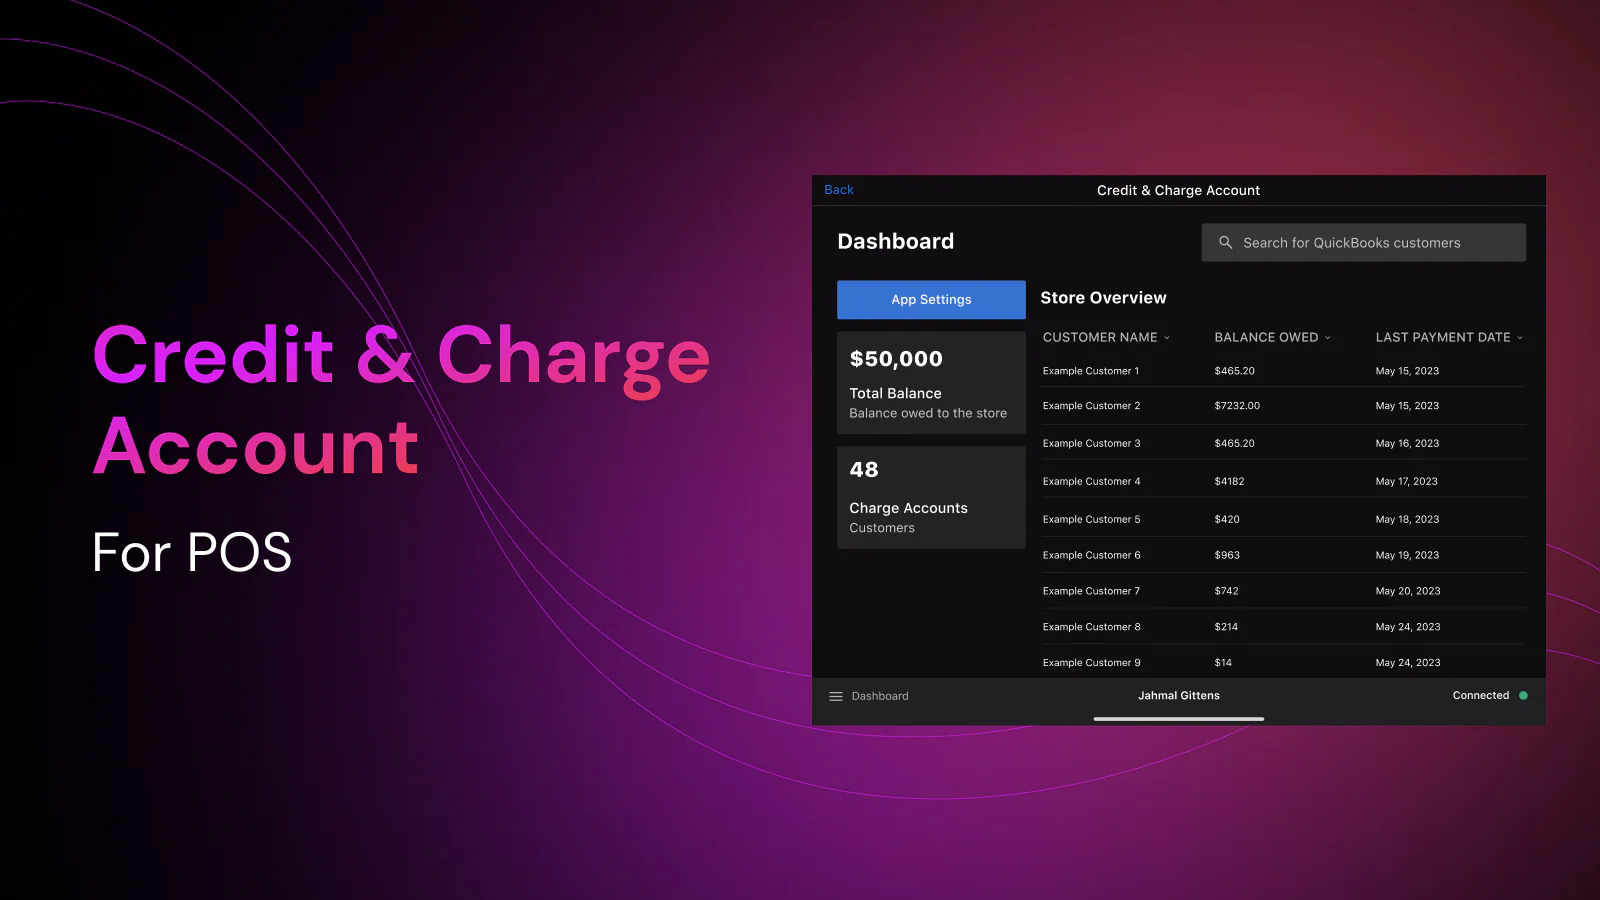 Credit & Charge
Account
For POS
Back
Credit & Charge Account
Dashboard
Search for QuickBooks customers
App Settings
$50,000
Total Balance
Balance owed to the store
48
Charge Accounts
Customers
Store Overview
CUSTOMER NAME BALANCE OWED LAST PAYMENT DATE
Example Customer 1 $465.20 May 15, 2023
Example Customer 2 $7232.00 May 15, 2023
Example Customer 3 $465.20 May 16, 2023
Example Customer 4 $4182 May 17, 2023
Example Customer 5 $420 May 18, 2023
Example Customer 6 $963 May 19, 2023
Example Customer 7 $742 May 20, 2023
Example Customer 8 $214 May 24, 2023
Example Customer 9 $14 May 24, 2023
Dashboard
Jahmal Gittens
Connected